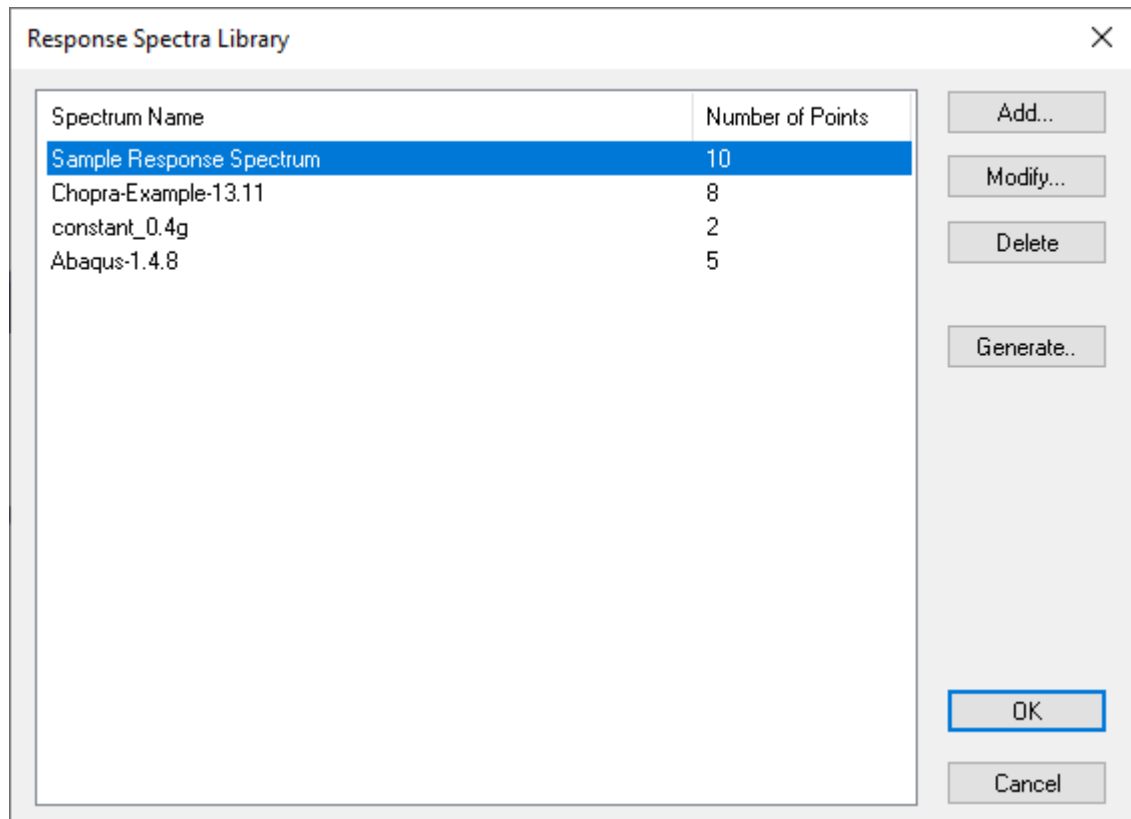 Response Spectra Library
Spectrum Name Number of Points
Sample Response Spectrum 10
Chopra-Example-13.11 8
constant_0.4g 2
Abaqus-1.4.8 5
Add...
Modify...
Delete
Generate..
OK
Cancel